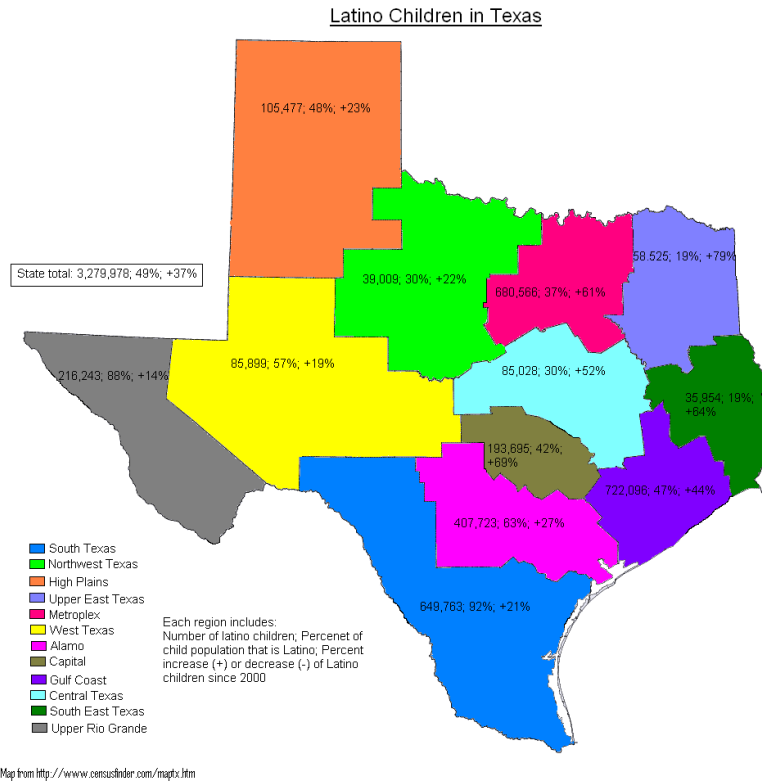 Latino Children in Texas
105,477; 48%; +23%
State total: 3,279,978; 49%; +37%
39,009; 30%; +22%
680,566; 37%; +61%
58.525; 19%; +79%
216,243; 88%; +14%
85,899; 57%; +19%
85,028; 30%; +52%
35,954; 19%;
+64%
193,695; 42%;
+69%
722,096; 47%; +44%
407,723; 63%; +27%
649,763; 92%; +21%
South Texas
Northwest Texas
High Plains
Upper East Texas
Metroplex
West Texas
Alamo
Capital
Gulf Coast
Central Texas
South East Texas
Upper Rio Grande
Each region includes:
Number of latino children; Percenet of
child population that is Latino; Percent
increase (+) or decrease (-) of Latino
children since 2000
Map from http://www.censusfinder.com/maptx.htm